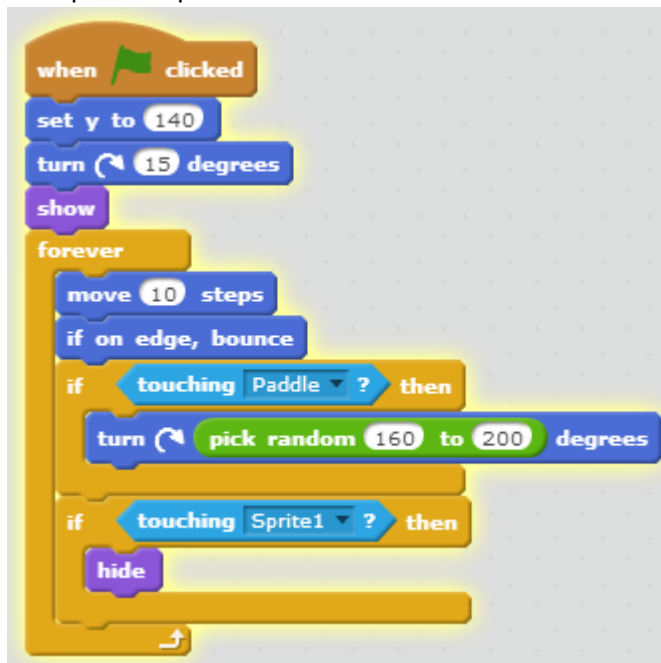 when clicked
set y to 140
turn 15 degrees
show
forever
move 10 steps
if on edge, bounce
if touching Paddle ? then
turn pick random 160 to 200 degrees
if touching Sprite1 ? then
hide